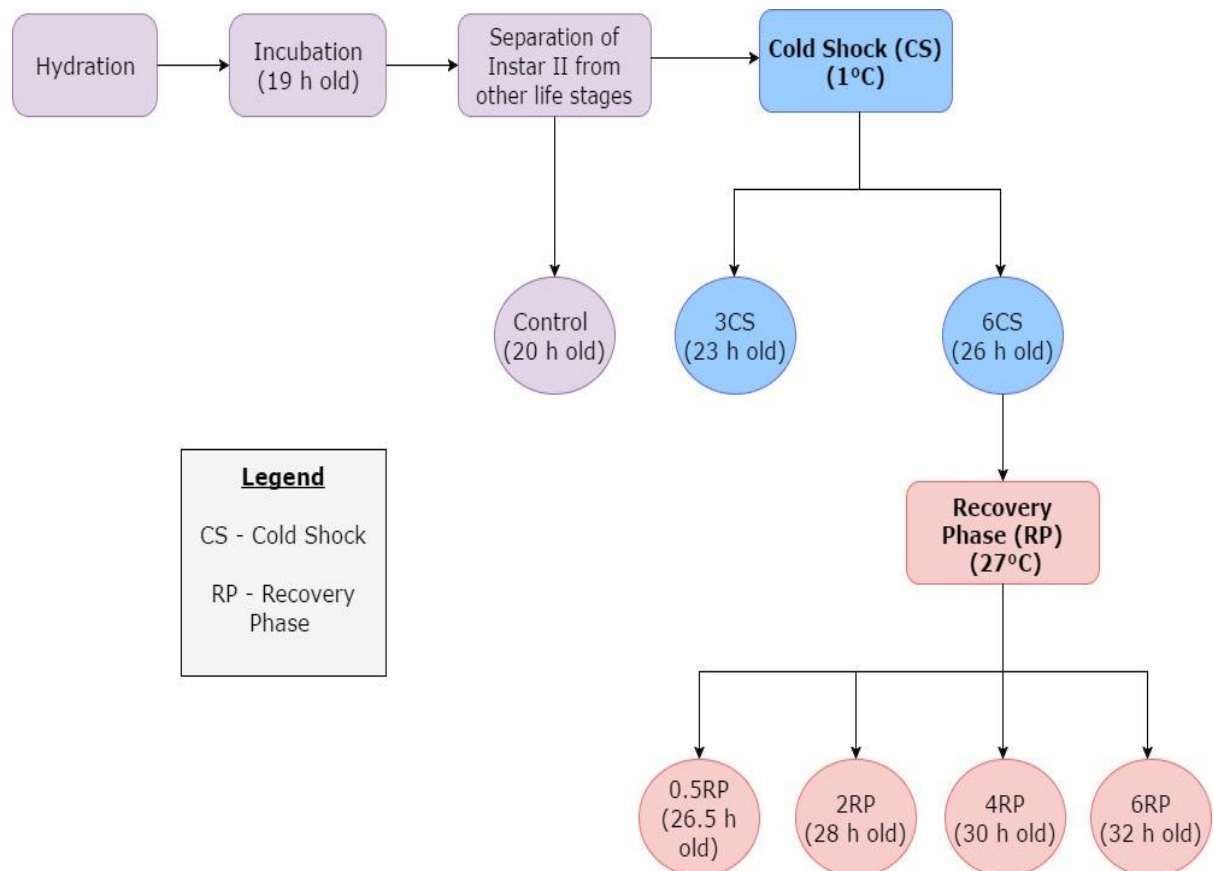 Hydration
Incubation
(19 h old)
Separation of
Instar II from
other life stages
Cold Shock (CS)
(1ºC)
Control
(20 h old)
3CS
(23 h old)
6CS
(26 h old)
Legend
CS - Cold Shock
RP - Recovery
Phase
Recovery
Phase (RP)
(27ºC)
0.5RP
(26.5 h
old)
2RP
(28 h old)
4RP
(30 h old)
6RP
(32 h old)